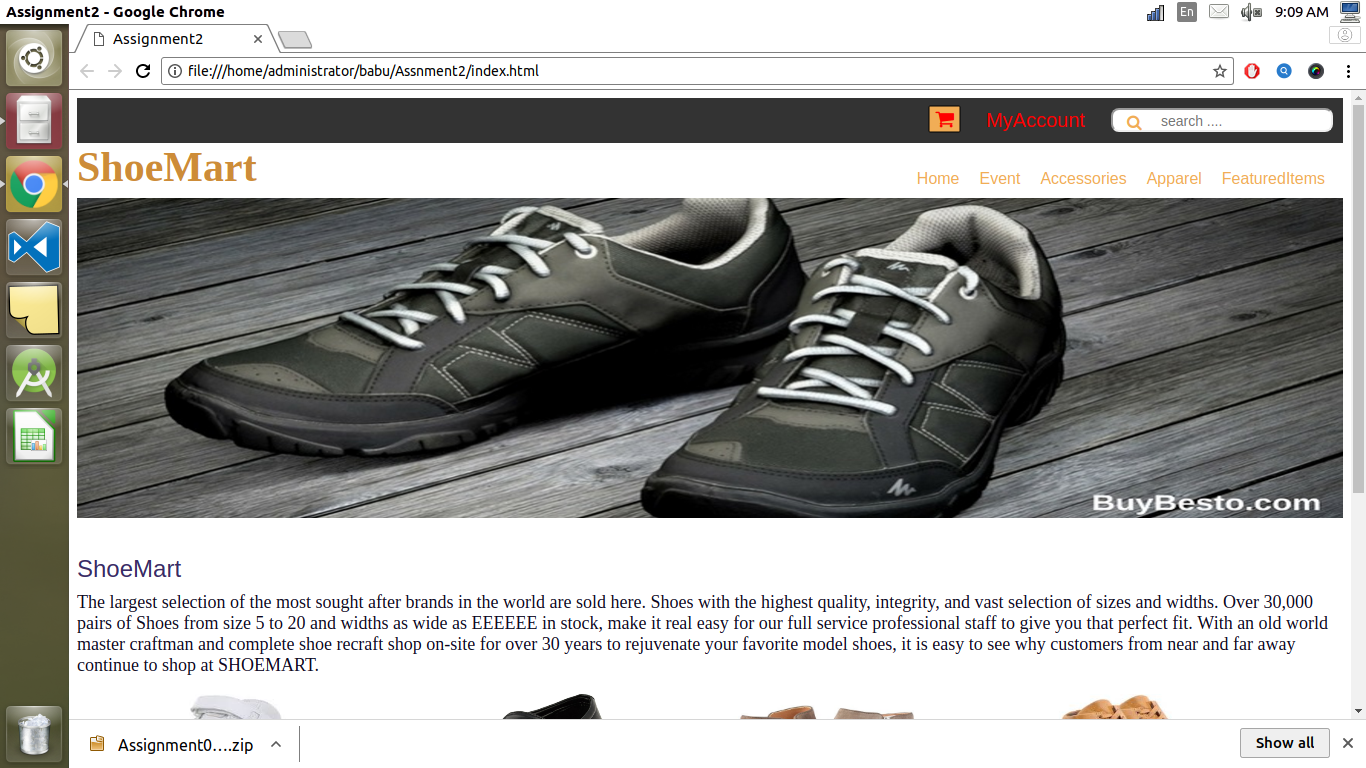 Assignment2 - Google Chrome
En
9:09 AM
Assignment2
file:///home/administrator/babu/Assnment2/index.html
MyAccount
search ....
ShoeMart
Home Event Accessories Apparel FeaturedItems
BuyBesto.com
ShoeMart
The largest selection of the most sought after brands in the world are sold here. Shoes with the highest quality, integrity, and vast selection of sizes and widths. Over 30,000
pairs of Shoes from size 5 to 20 and widths as wide as EEEEEE in stock, make it real easy for our full service professional staff to give you that perfect fit. With an old world
master craftman and complete shoe recraft shop on-site for over 30 years to rejuvenate your favorite model shoes, it is easy to see why customers from near and far away
continue to shop at SHOEMART.
Assignment0....zip
Show all